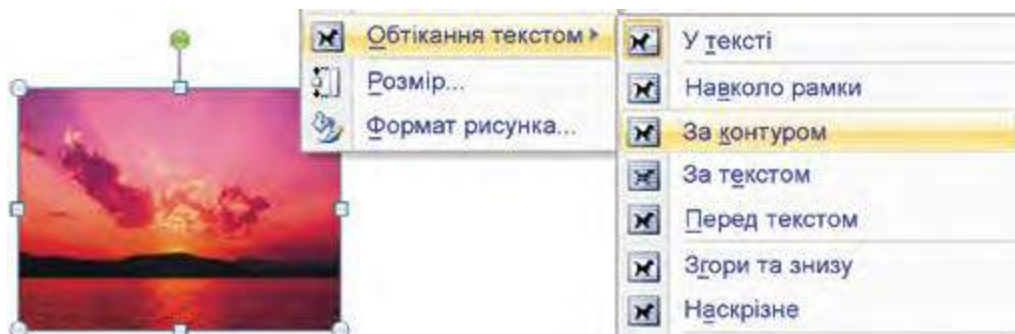 Обтікання текстом
Розмір...
Формат рисунка...
У тексті
Навколо рамки
За контуром
За текстом
Перед текстом
Згори та знизу
Наскрізне